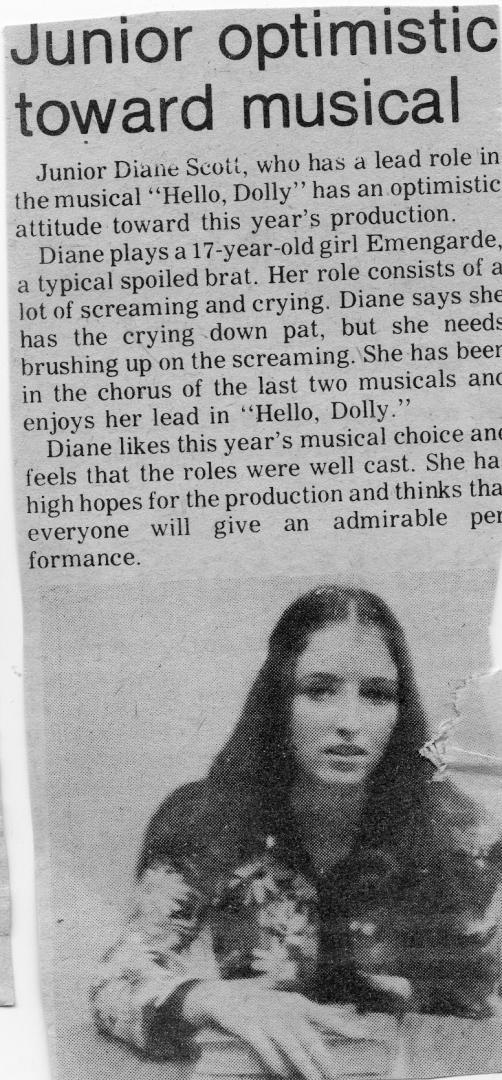 Junior optimistic
toward musical
Junior Diane Scott, who has a lead role in
the musical “Hello, Dolly” has an optimistic
attitude toward this year’s production.
Diane plays a 17-year-old girl Emengarde,
a typical spoiled brat. Her role consists of a
lot of screaming and crying. Diane says she
has the crying down pat, but she needs
brushing up on the screaming. She has been
in the chorus of the last two musicals and
enjoys her lead in “Hello, Dolly.”
Diane likes this year’s musical choice and
feels that the roles were well cast. She ha
high hopes for the production and thinks tha
everyone will give an admirable per
formance.